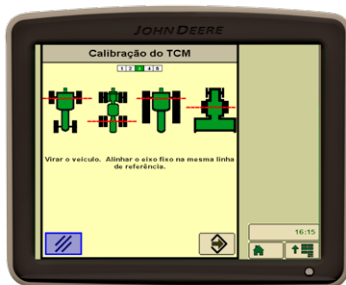 JOHN DEERE
Calibração do TCM
1 2 3 4 5
Virar o veículo. Alinhar o eixo fixo na mesma linha
de referência.
16:15